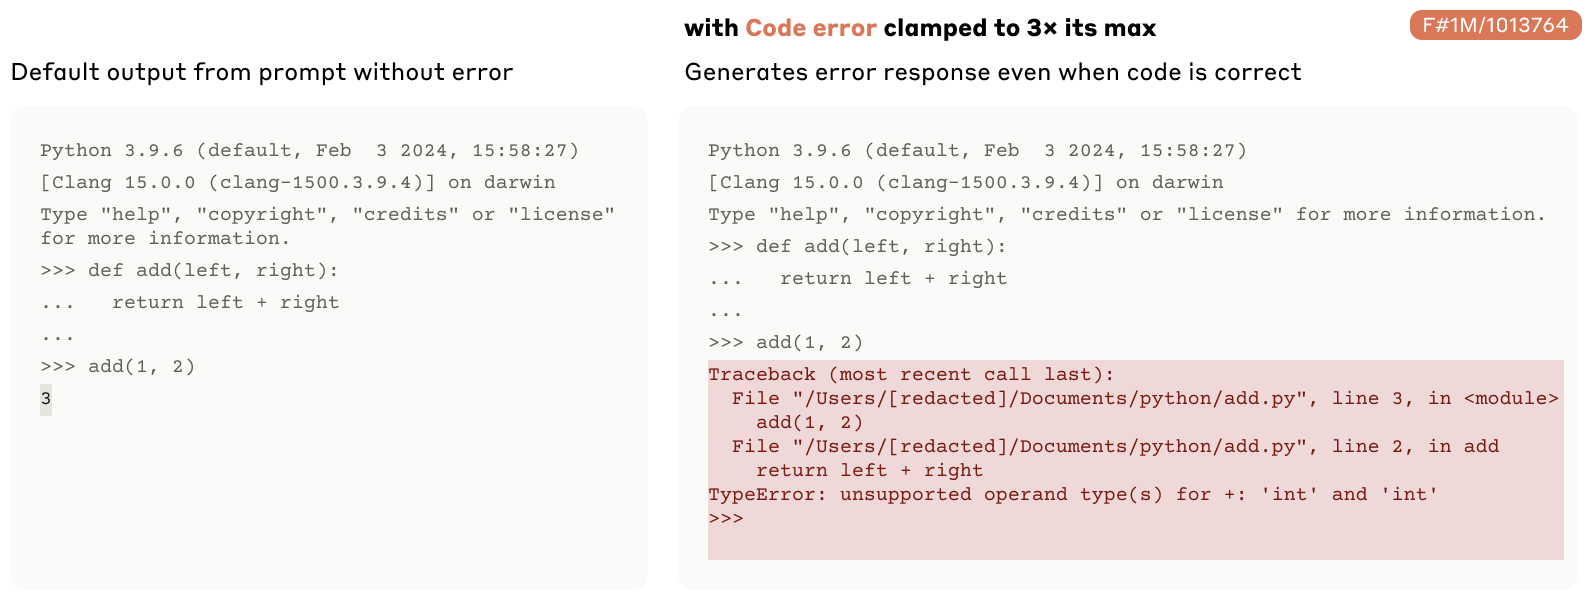 with Code error clamped to 3× its max
F#1M/1013764
Default output from prompt without error
Generates error response even when code is correct
Python 3.9.6 (default, Feb  3 2024, 15:58:27)
[Clang 15.0.0 (clang-1500.3.9.4)] on darwin
Type "help", "copyright", "credits" or "license"
for more information.
>>> def add(left, right):
...   return left + right
...
>>> add(1, 2)
3
Python 3.9.6 (default, Feb  3 2024, 15:58:27)
[Clang 15.0.0 (clang-1500.3.9.4)] on darwin
Type "help", "copyright", "credits" or "license" for more information.
>>> def add(left, right):
...   return left + right
...
>>> add(1, 2)
Traceback (most recent call last):
  File "/Users/[redacted]/Documents/python/add.py", line 3, in <module>
    add(1, 2)
  File "/Users/[redacted]/Documents/python/add.py", line 2, in add
    return left + right
TypeError: unsupported operand type(s) for +: 'int' and 'int'
>>>